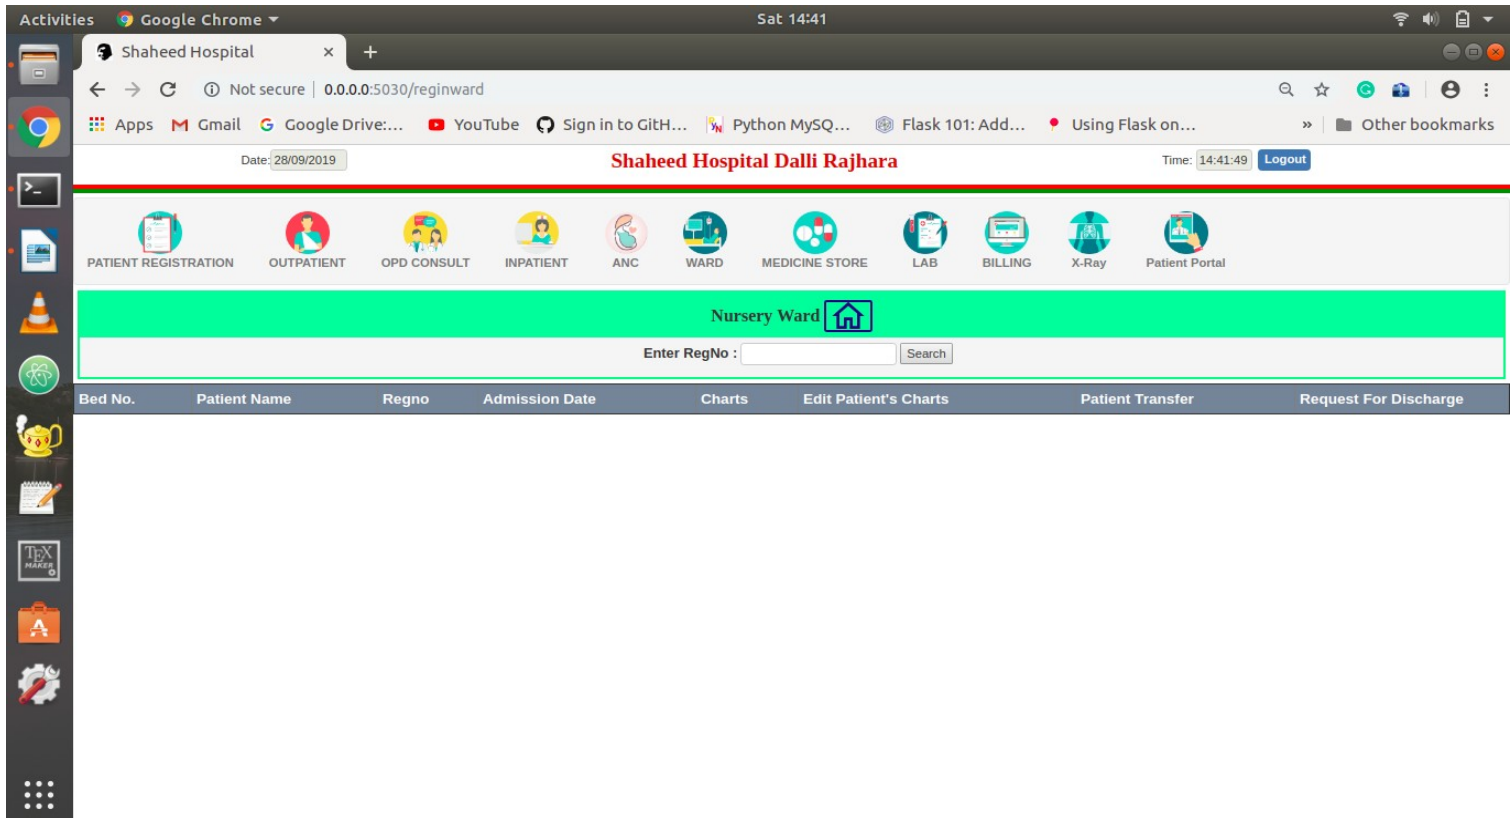 Activities Google Chrome Sat 14:41
Shaheed Hospital
Not secure 0.0.0.0:5030/reginward
Apps Gmail Google Drive:... YouTube Sign in to GitH... Python MySQ... Flask 101: Add... Using Flask on... » Other bookmarks
Date: 28/09/2019 Shaheed Hospital Dalli Rajhara Time: 14:41:49 Logout
PATIENT REGISTRATION OUTPATIENT OPD CONSULT INPATIENT ANC WARD MEDICINE STORE LAB BILLING X-Ray Patient Portal
Nursery Ward
Enter RegNo : Search
Bed No. Patient Name Regno Admission Date Charts Edit Patient's Charts Patient Transfer Request For Discharge
TEX
MAKER